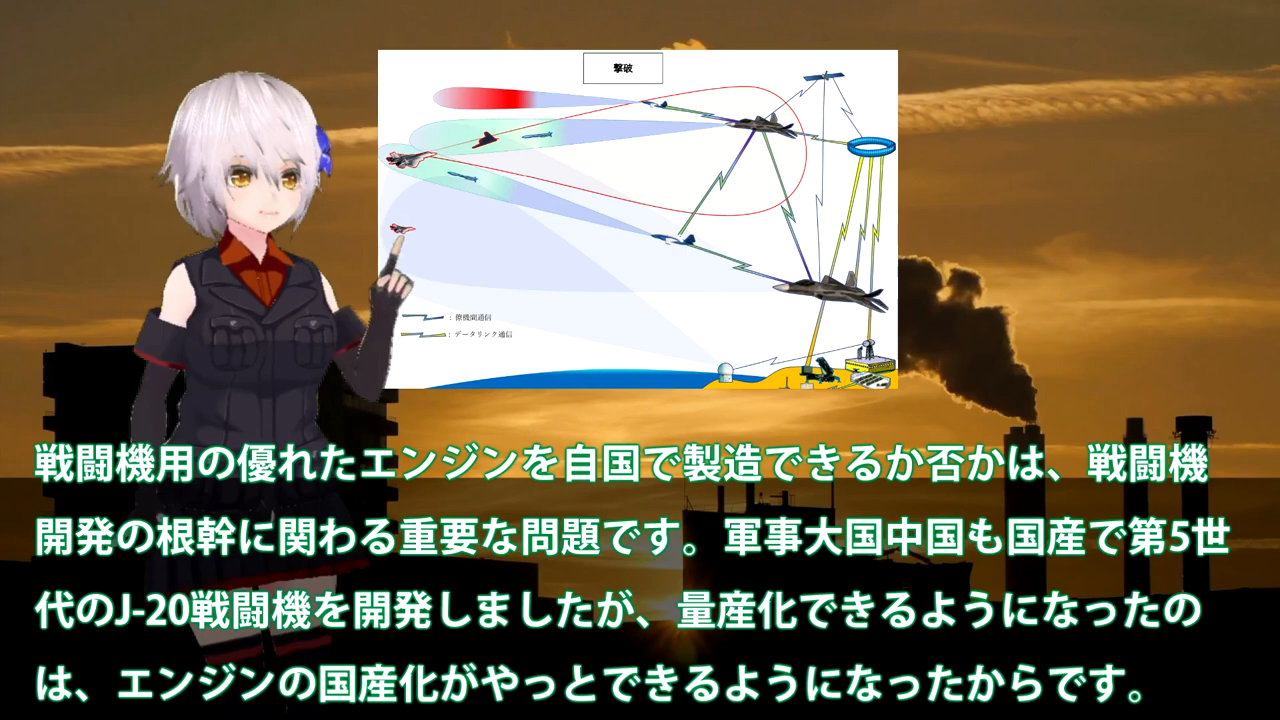 撃破
：僚機間通信
：データリンク通信
戦闘機用の優れたエンジンを自国で製造できるか否かは、戦闘機
開発の根幹に関わる重要な問題です。軍事大国中国も国産で第5世
代のJ-20戦闘機を開発しましたが、量産化できるようになったの
は、エンジンの国産化がやっとできるようになったからです。